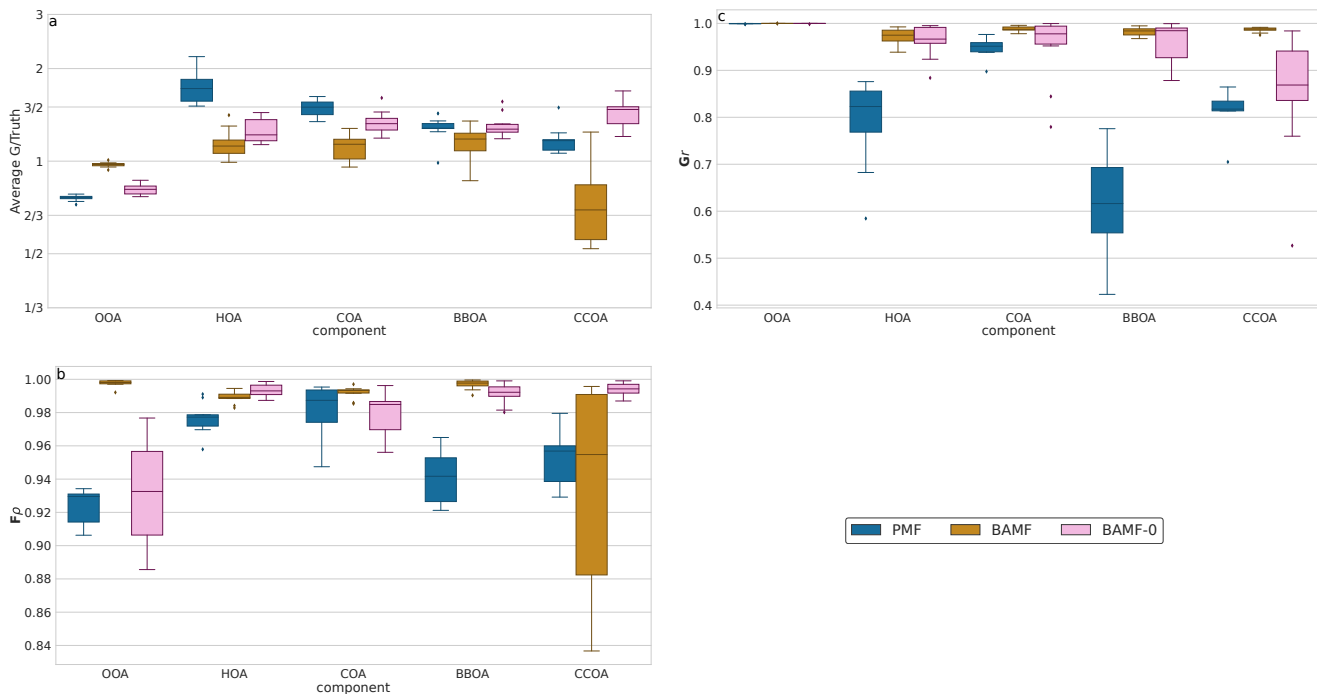 a
3
2
3/2
1
2/3
1/2
1/3
Average G/Truth
OOA HOA COA BBOA CCOA
component
c
1.0
0.9
0.8
0.7
0.6
0.5
0.4
Gr
OOA HOA COA BBOA CCOA
component
b
1.00
0.98
0.96
0.94
0.92
0.90
0.88
0.86
0.84
Fρ
OOA HOA COA BBOA CCOA
component
PMF BAMF BAMF-0